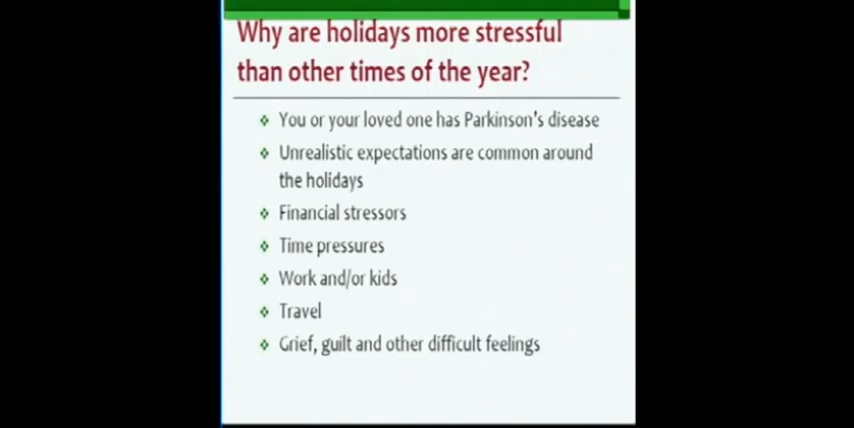 Why are holidays more stressful
than other times of the year?
You or your loved one has Parkinson's disease
Unrealistic expectations are common around
the holidays
Financial stressors
Time pressures
Work and/or kids
Travel
Grief, guilt and other difficult feelings